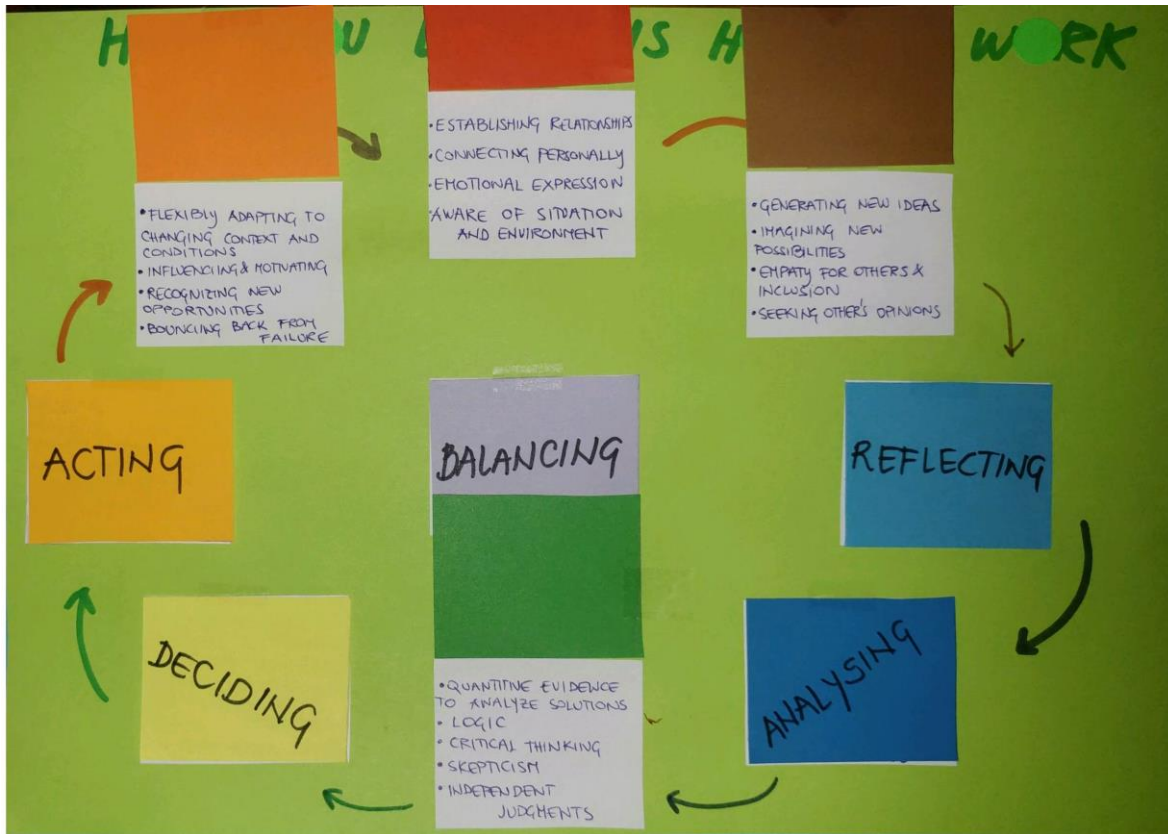 WORK
• FLEXIBLY ADAPTING TO
CHANGING CONTEXT AND
CONDITIONS
• INFLUENCING & MOTIVATING
• RECOGNIZING NEW
OPPORTUNITIES
• BOUNCING BACK FROM
FAILURE
• ESTABLISHING RELATIONSHIPS
• CONNECTING PERSONALLY
• EMOTIONAL EXPRESSION
• AWARE OF SITUATION
AND ENVIRONMENT
• GENERATING NEW IDEAS
• IMAGINING NEW
POSSIBILITIES
• EMPATY FOR OTHERS &
INCLUSION
• SEEKING OTHER'S OPINIONS
ACTING
BALANCING
REFLECTING
DECIDING
ANALYSING
• QUANTITIVE EVIDENCE
TO ANALYZE SOLUTIONS
• LOGIC
• CRITICAL THINKING
• SKEPTICISM
• INDEPENDENT
JUDGMENTS